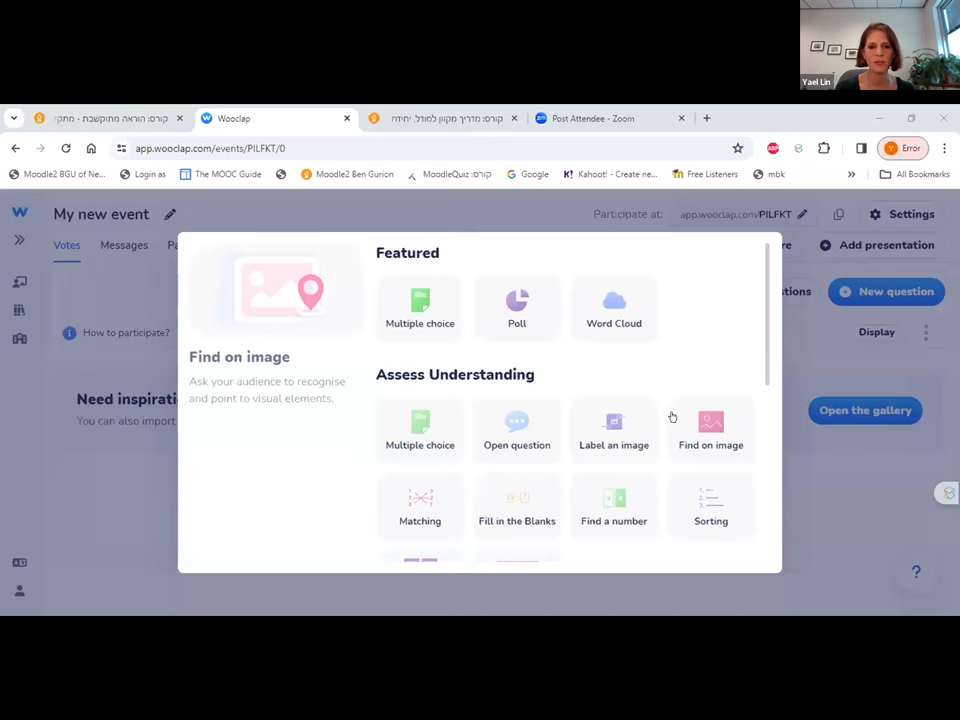 Yael Lin
קורס: הוראה מתוקשבת - מתקי
Wooclap
קורס: מדריך מקוון למודל, יחידה
Post Attendee - Zoom
app.wooclap.com/events/PILFKT/0
Error
Moodle2 BGU of Ne...
Login as
The MOOC Guide
Moodle2 Ben Gurion
MoodleQuiz :קורס
Google
Kahoot! - Create ne...
Free Listeners
mbk
All Bookmarks
My new event
Participate at:
app.wooclap.com/PILFKT
Settings
Votes
Messages
Add presentation
New question
How to participate?
Display
Need inspirati
You can also import
Open the gallery
Find on image
Ask your audience to recognise
and point to visual elements.
Featured
Multiple choice
Poll
Word Cloud
Assess Understanding
Multiple choice
Open question
Label an image
Find on image
Matching
Fill in the Blanks
Find a number
Sorting